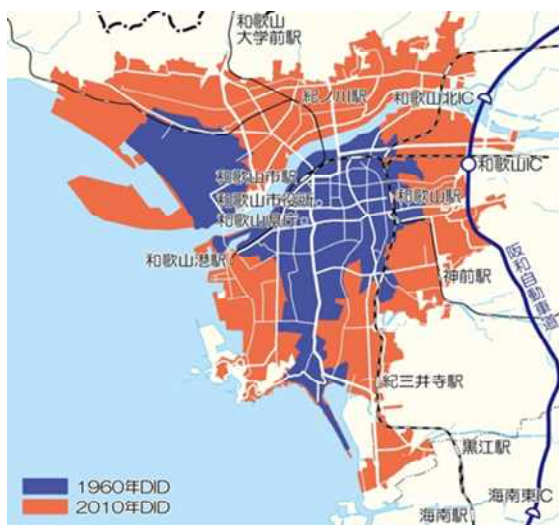 和歌山
大学前駅
紀ノ川駅
和歌山北IC
和歌山市駅
和歌山IC
和歌山市役所
和歌山駅
和歌山県庁
和歌山港駅
神前駅
阪和自動車道
紀三井寺駅
黒江駅
1960年DID
2010年DID
海南東IC
海南駅